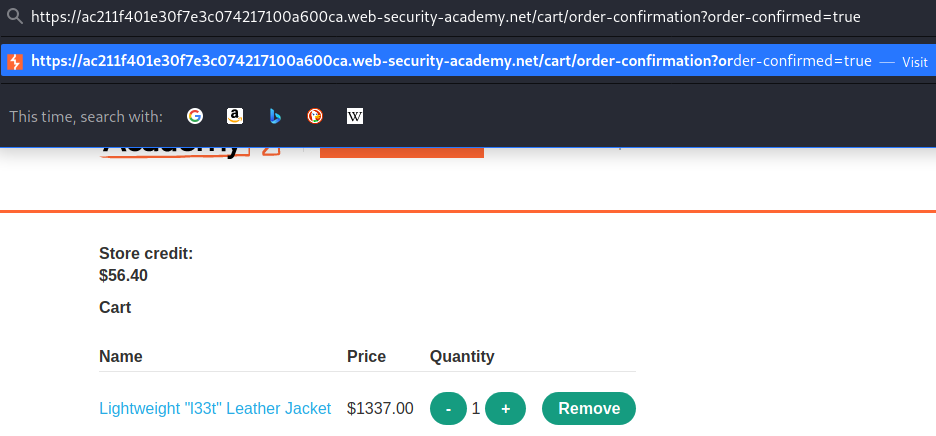 https://ac211f401e30f7e3c074217100a600ca.web-security-academy.net/cart/order-confirmation?order-confirmed=true
https://ac211f401e30f7e3c074217100a600ca.web-security-academy.net/cart/order-confirmation?order-confirmed=true — Visit
This time, search with:
Academy
Store credit:
$56.40
Cart
Name Price Quantity
Lightweight "l33t" Leather Jacket $1337.00 - 1 + Remove